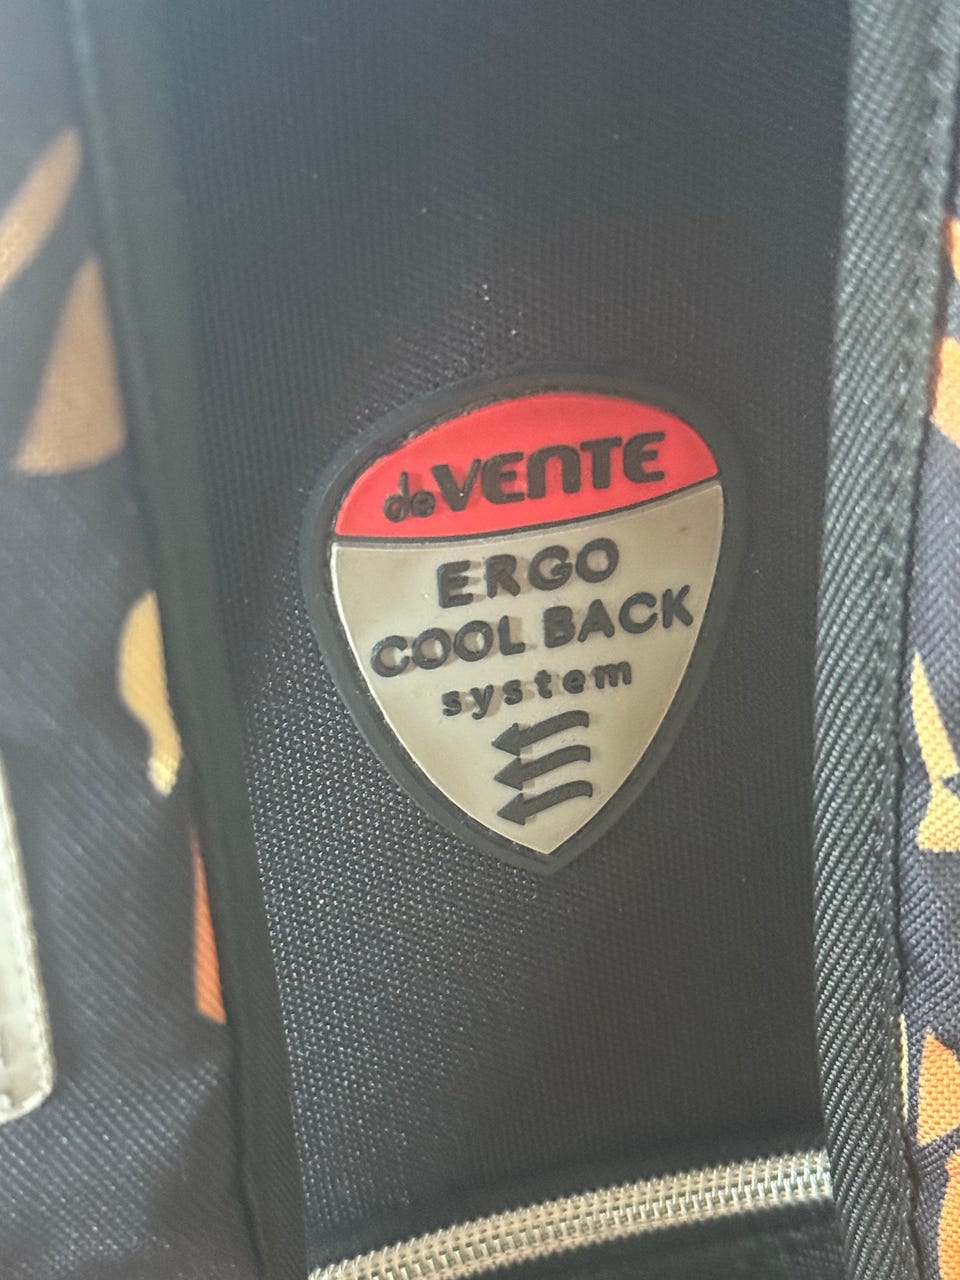 deVENTE
ERGO
COOL BACK
system